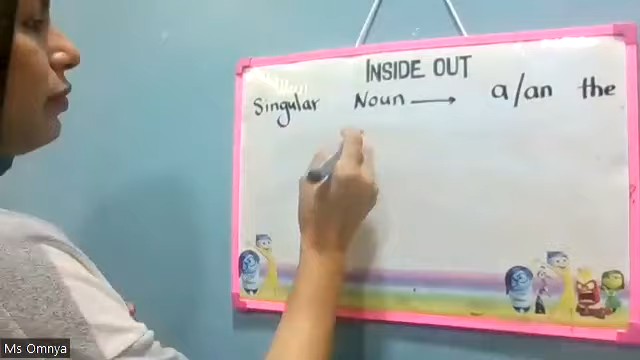 INSIDE OUT
Singular Noun → a/an the
Ms Omnya